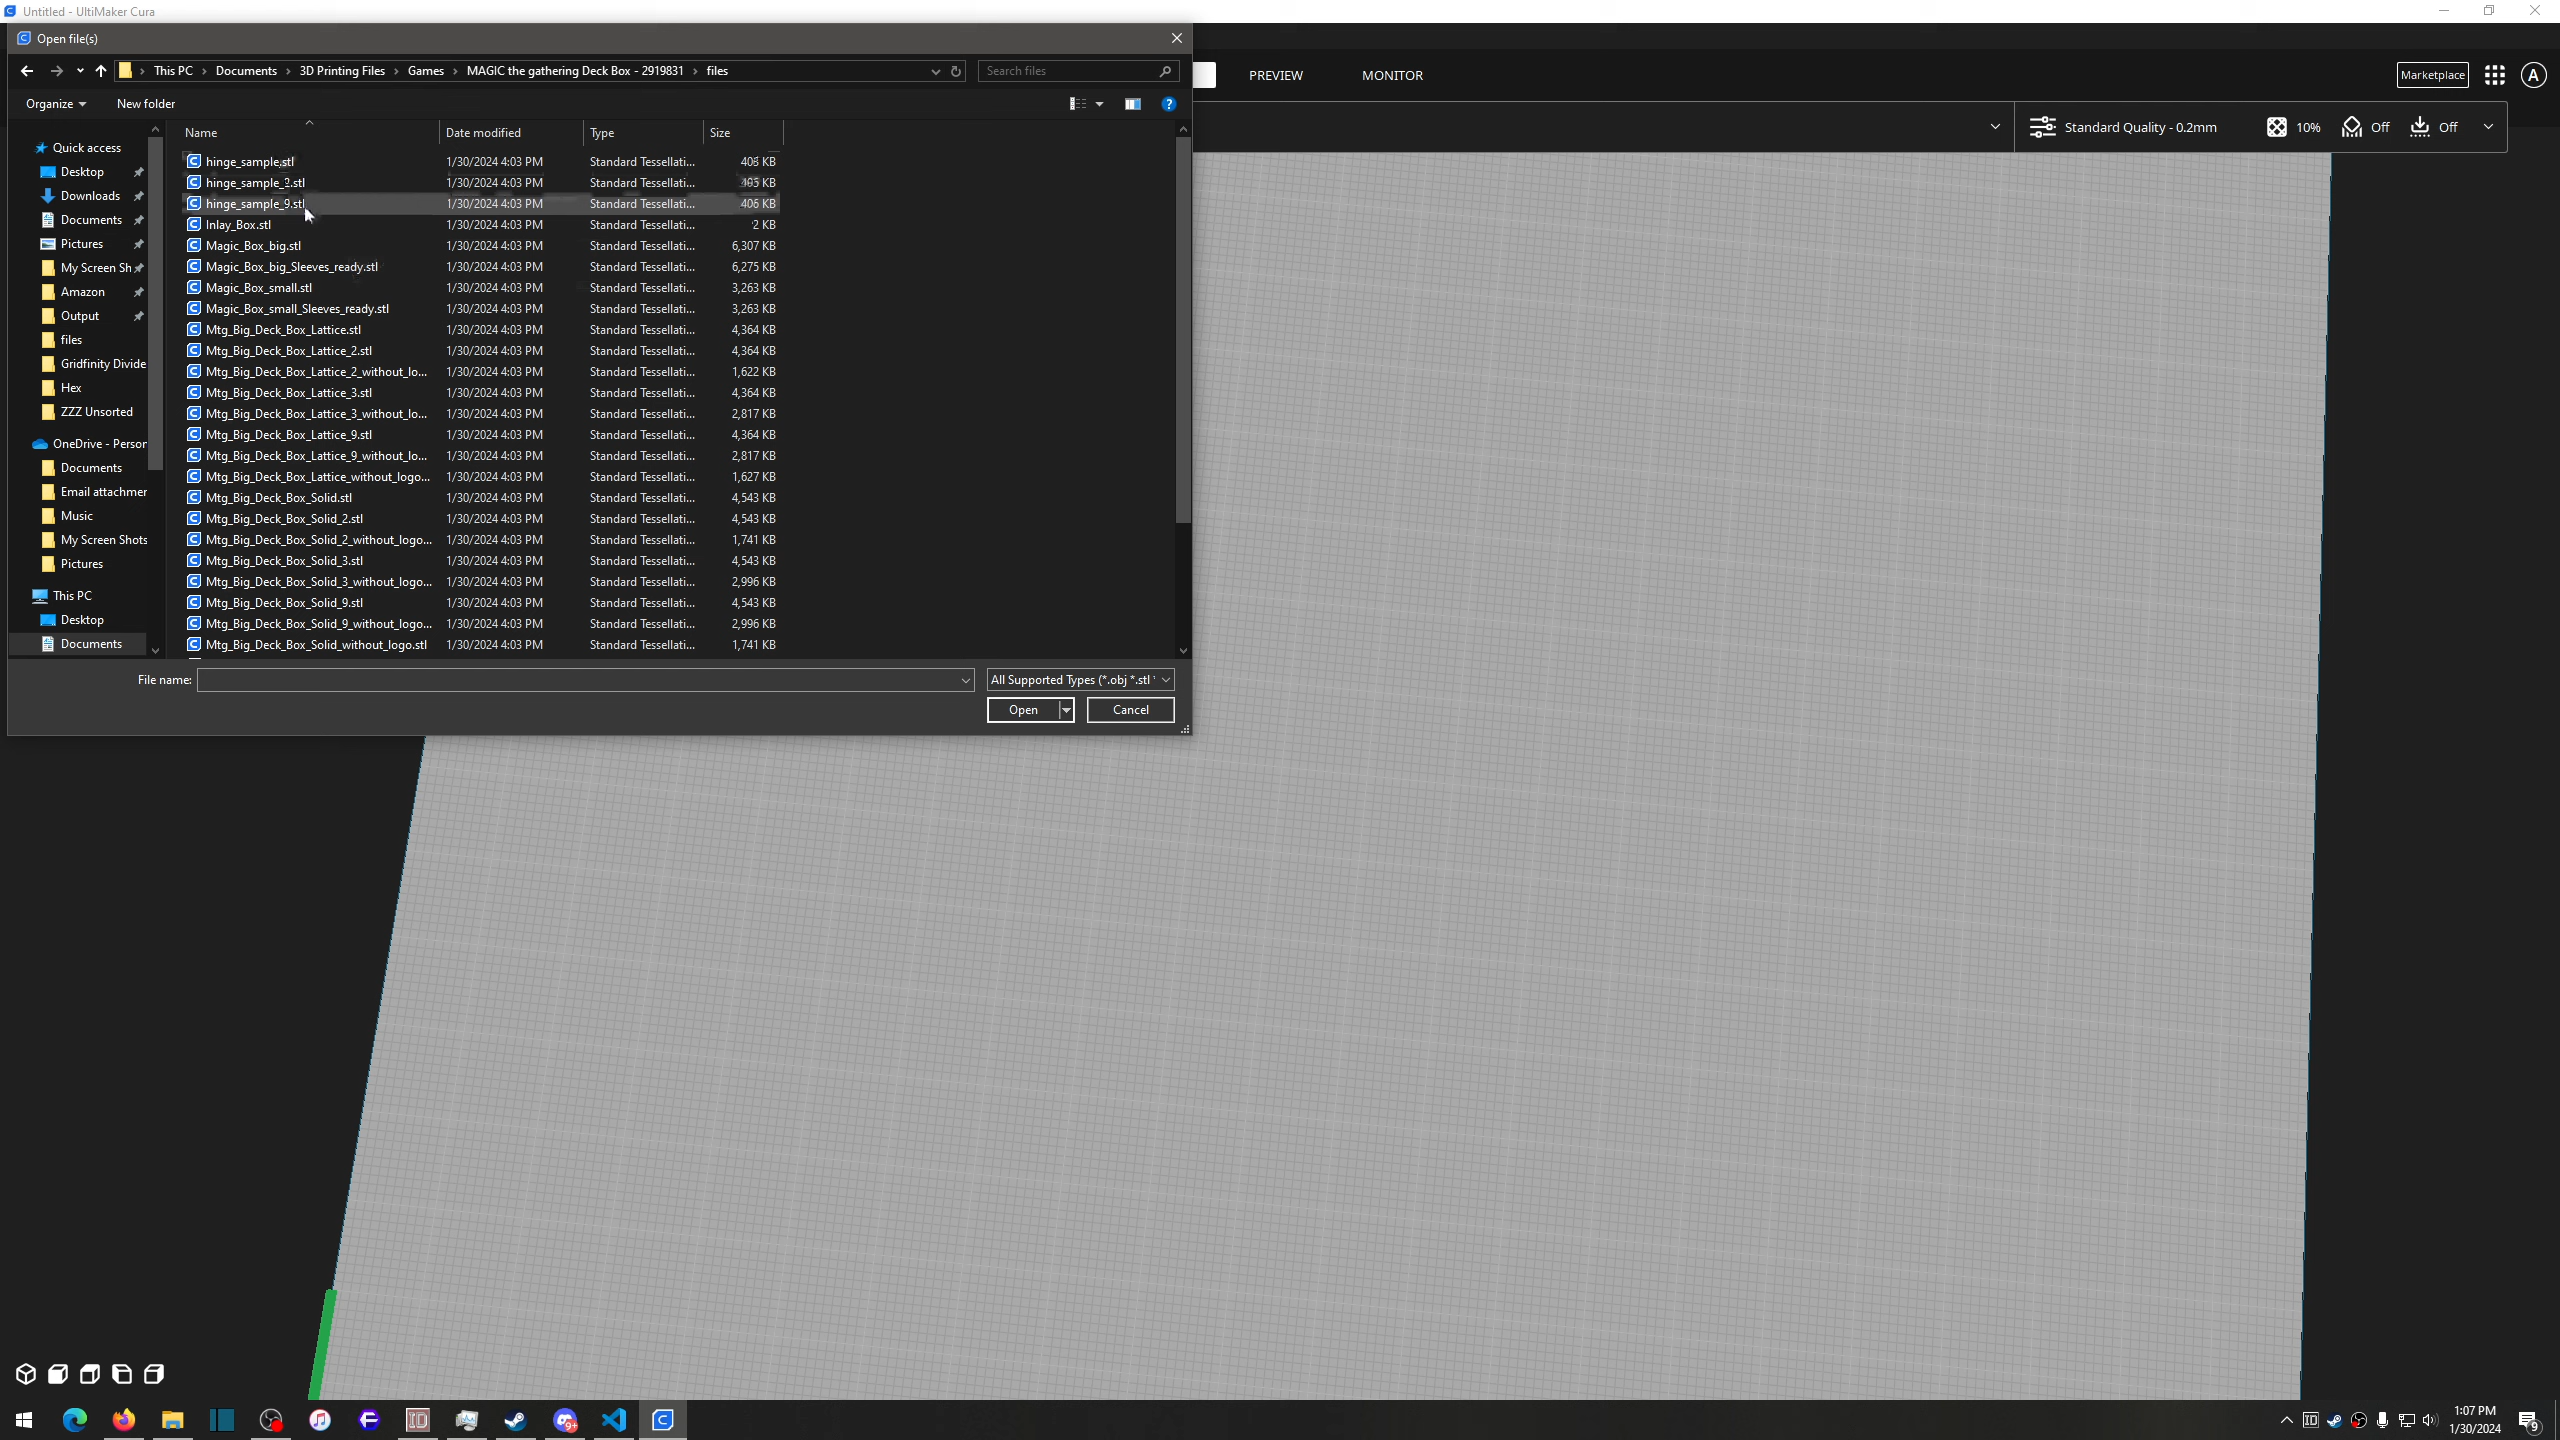 Untitled - UltiMaker Cura
Open file(s)
This PC > Documents > 3D Printing Files > Games > MAGIC the gathering Deck Box - 2919831 > files
Search files
PREVIEW
MONITOR
Marketplace
A
Organize
New folder
?
Standard Quality - 0.2mm
10%
Off
Off
Name
Date modified
Type
Size
Quick access
Desktop
Downloads
Documents
Pictures
My Screen Sh
Amazon
Output
files
Gridfinity Divide
Hex
ZZZ Unsorted
OneDrive - Person
Documents
Email attachmer
Music
My Screen Shots
Pictures
This PC
Desktop
Documents
hinge_sample.stl 1/30/2024 4:03 PM Standard Tessellati... 406 KB
1/30/2024 4:03 PM Standard Tessellati... KB
hinge_sample_9.stl 1/30/2024 4:03 PM Standard Tessellati... 406 KB
Inlay_Box.stl 1/30/2024 4:03 PM Standard Tessellati... 2 KB
Magic_Box_big.stl 1/30/2024 4:03 PM Standard Tessellati... 6,307 KB
Magic_Box_big_Sleeves_ready.stl 1/30/2024 4:03 PM Standard Tessellati... 6,275 KB
Magic_Box_small.stl 1/30/2024 4:03 PM Standard Tessellati... 3,263 KB
Magic_Box_small_Sleeves_ready.stl 1/30/2024 4:03 PM Standard Tessellati... 3,263 KB
Mtg_Big_Deck_Box_Lattice.stl 1/30/2024 4:03 PM Standard Tessellati... 4,364 KB
Mtg_Big_Deck_Box_Lattice_2.stl 1/30/2024 4:03 PM Standard Tessellati... 4,364 KB
Mtg_Big_Deck_Box_Lattice_2_without_lo... 1/30/2024 4:03 PM Standard Tessellati... 1,622 KB
Mtg_Big_Deck_Box_Lattice_3.stl 1/30/2024 4:03 PM Standard Tessellati... 4,364 KB
Mtg_Big_Deck_Box_Lattice_3_without_lo... 1/30/2024 4:03 PM Standard Tessellati... 2,817 KB
Mtg_Big_Deck_Box_Lattice_9.stl 1/30/2024 4:03 PM Standard Tessellati... 4,364 KB
Mtg_Big_Deck_Box_Lattice_9_without_lo... 1/30/2024 4:03 PM Standard Tessellati... 2,817 KB
Mtg_Big_Deck_Box_Lattice_without_logo... 1/30/2024 4:03 PM Standard Tessellati... 1,627 KB
Mtg_Big_Deck_Box_Solid.stl 1/30/2024 4:03 PM Standard Tessellati... 4,543 KB
Mtg_Big_Deck_Box_Solid_2.stl 1/30/2024 4:03 PM Standard Tessellati... 4,543 KB
Mtg_Big_Deck_Box_Solid_2_without_logo... 1/30/2024 4:03 PM Standard Tessellati... 1,741 KB
Mtg_Big_Deck_Box_Solid_3.stl 1/30/2024 4:03 PM Standard Tessellati... 4,543 KB
Mtg_Big_Deck_Box_Solid_3_without_logo... 1/30/2024 4:03 PM Standard Tessellati... 2,996 KB
Mtg_Big_Deck_Box_Solid_9.stl 1/30/2024 4:03 PM Standard Tessellati... 4,543 KB
Mtg_Big_Deck_Box_Solid_9_without_logo... 1/30/2024 4:03 PM Standard Tessellati... 2,996 KB
Mtg_Big_Deck_Box_Solid_without_logo.stl 1/30/2024 4:03 PM Standard Tessellati... 1,741 KB
File name:
All Supported Types (*.obj *.stl *
Open
Cancel
1:07 PM
1/30/2024
9+
9